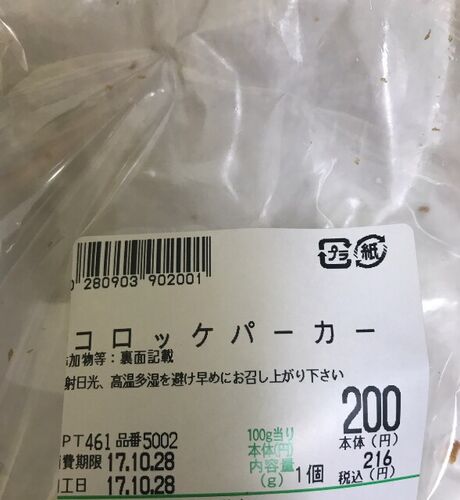 プラ 紙
280903 902001
コロッケパーカー
加物等：裏面記載
射日光、高温多湿を避け早めにお召し上がり下さい
PT461 品番5002
100g当り
本体(円)
内容量
(g)
1個
200
本体(円)
216
税込(円)
費期限 17.10.28
工日 17.10.28